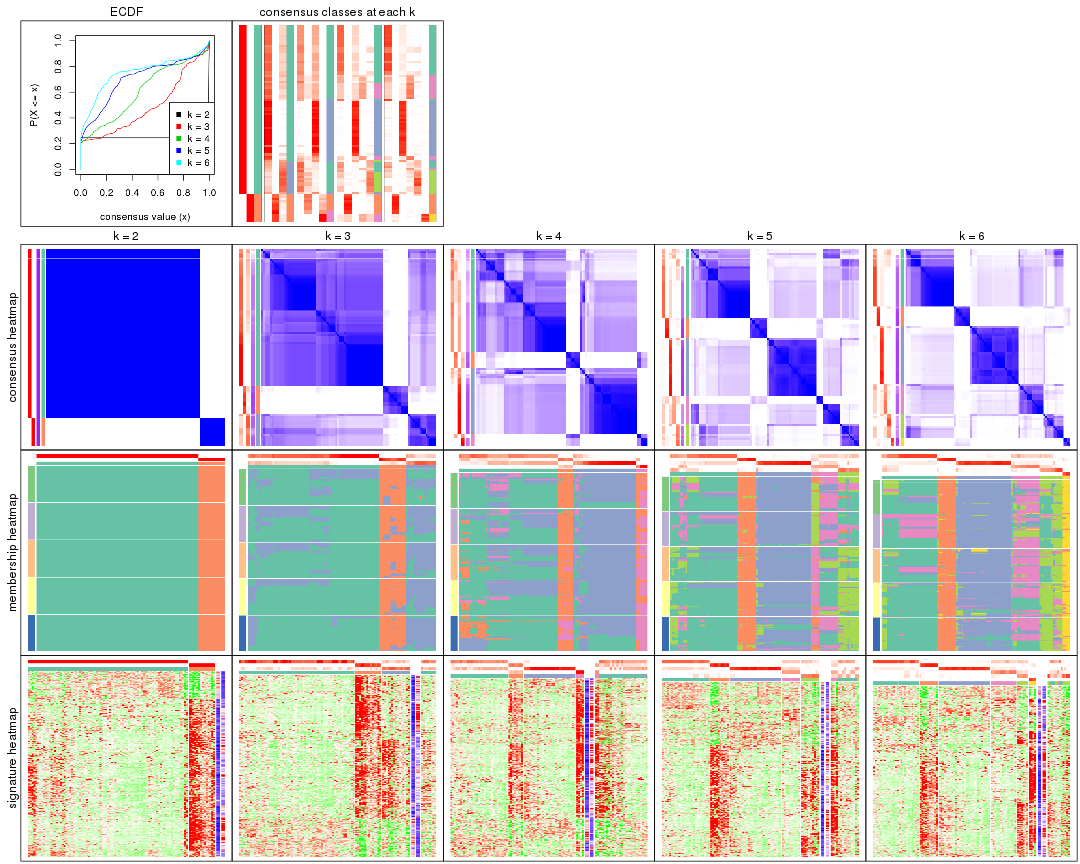 ECDF
consensus classes at each k
P(X <= x)
0.0 0.2 0.4 0.6 0.8 1.0
k = 2
k = 3
k = 4
k = 5
k = 6
0.0 0.2 0.4 0.6 0.8 1.0
consensus value (x)
k = 2
k = 3
k = 4
k = 5
k = 6
consensus heatmap
membership heatmap
signature heatmap